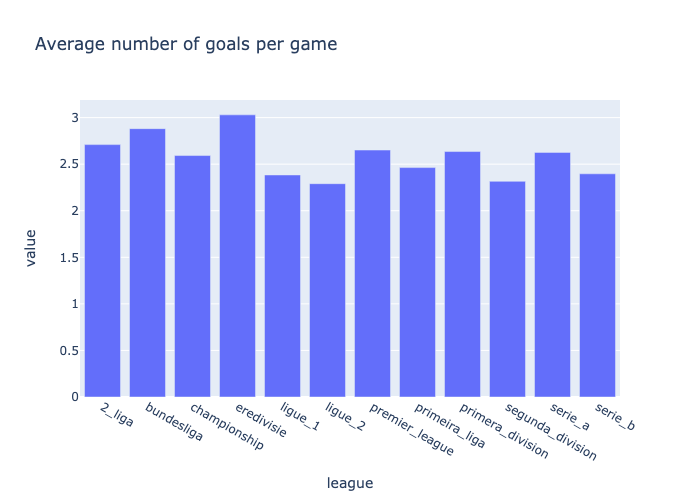 Average number of goals per game
value
3
2.5
2
1.5
1
0.5
0
2_liga
bundesliga
championship
eredivisie
ligue_1
ligue_2
premier_league
primeira_liga
primera_division
segunda_division
serie_a
serie_b
league